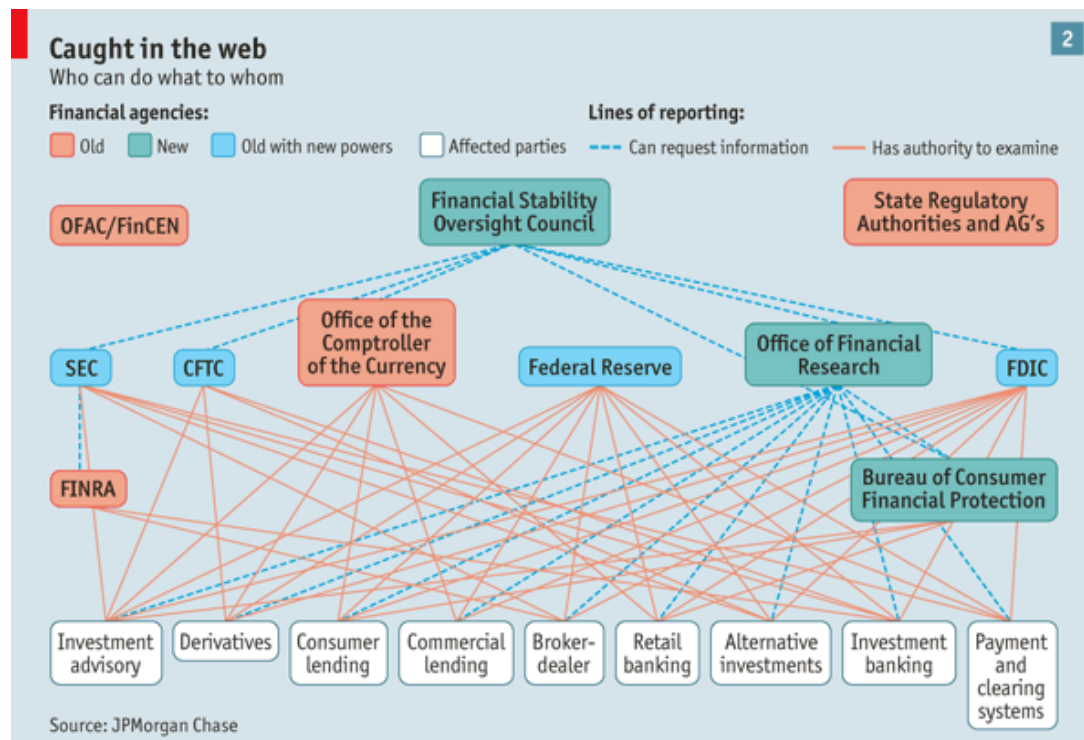 Caught in the web
2
Who can do what to whom
Financial agencies:
Lines of reporting:
Old
New
Old with new powers
Affected parties
Can request information
Has authority to examine
OFAC/FinCEN
Financial Stability
Oversight Council
State Regulatory
Authorities and AG's
SEC
CFTC
Office of the
Comptroller
of the Currency
Federal Reserve
Office of Financial
Research
FDIC
FINRA
Bureau of Consumer
Financial Protection
Investment
advisory
Derivatives
Consumer
lending
Commercial
lending
Broker-
dealer
Retail
banking
Alternative
investments
Investment
banking
Payment
and
clearing
systems
Source: JPMorgan Chase